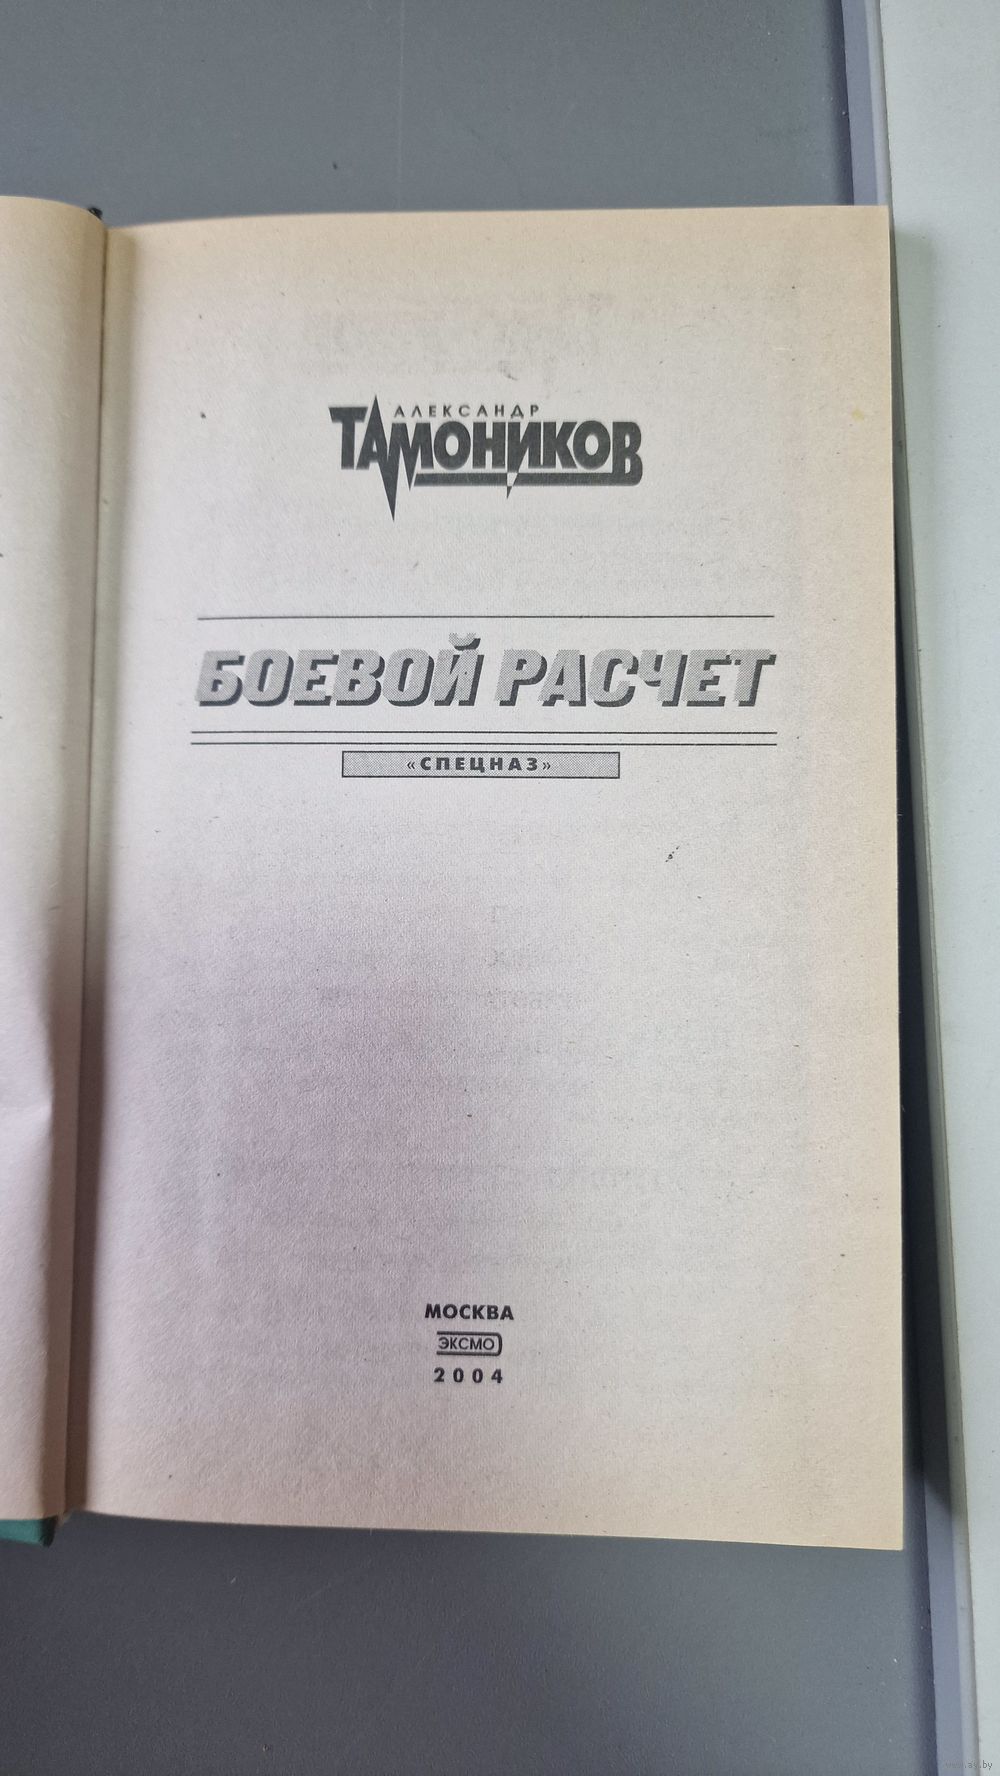 АЛЕКСАНДР
ТАМОНИКОВ
БОЕВОЙ РАСЧЕТ
«СПЕЦНАЗ»
МОСКВА
ЭКСМО
2004